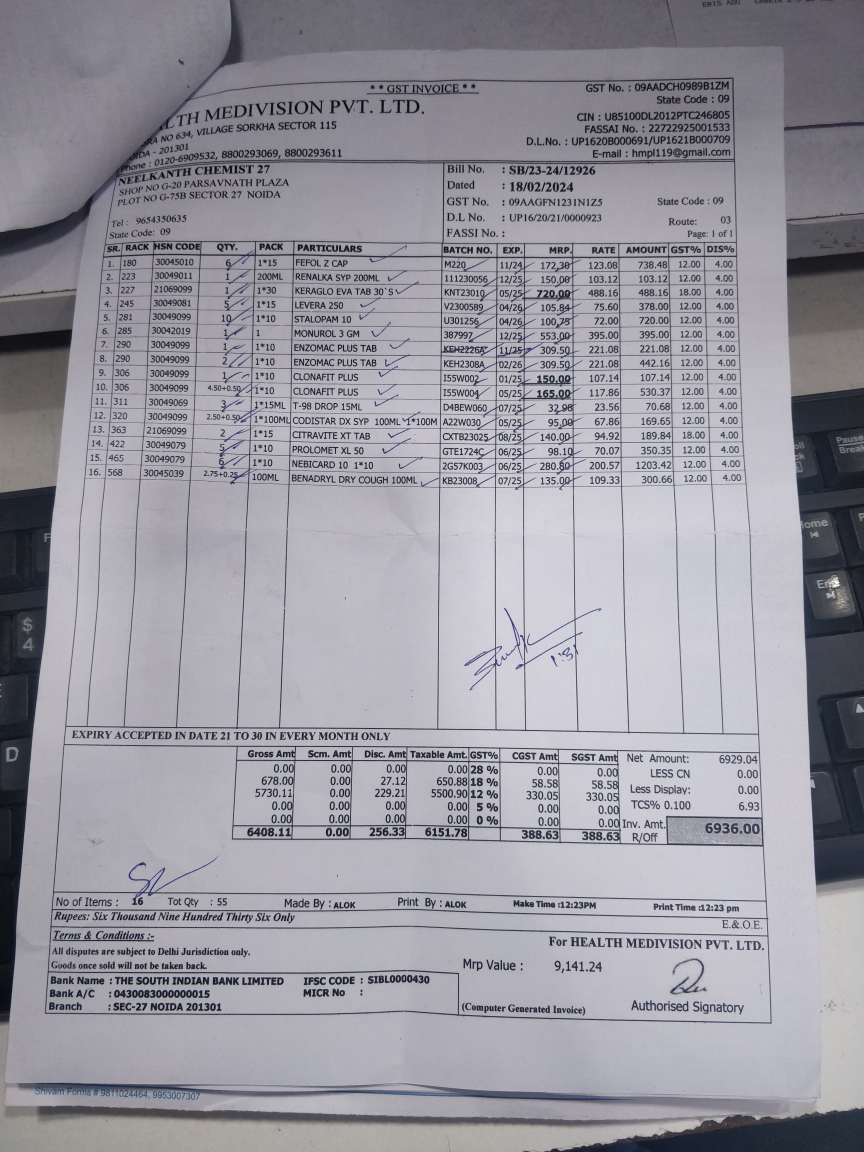 * * GST INVOICE * *
GST No. : 09AADCH0989B1ZM
State Code : 09
LTH MEDIVISION PVT. LTD.
CIN : U85100DL2012PTC246805
RA NO 634, VILLAGE SORKHA SECTOR 115
FASSAI No. : 22722925001533
IDA - 201301
D.L.No. : UP1620B000691/UP1621B000709
Phone : 0120-6909532, 8800293069, 8800293611
E-mail : hmpl119@gmail.com
NEELKANTH CHEMIST 27
SHOP NO G-20 PARSAVNATH PLAZA
PLOT NO G-75B SECTOR 27 NOIDA
Tel : 9654350635
State Code: 09
Bill No. : SB/23-24/12926
Dated : 18/02/2024
GST No. : 09AAGFN1231N1Z5 State Code : 09
D.L No. : UP16/20/21/0000923 Route: 03
FASSI No. : Page: 1 of 1
SR. RACK HSN CODE QTY. PACK PARTICULARS BATCH NO. EXP. MRP. RATE AMOUNT GST% DIS%
1. 180 30045010 6 1*15 FEFOL Z CAP M220 11/24 172.30 123.08 738.48 12.00 4.00
2. 223 30049011 1 200ML RENALKA SYP 200ML 111230056 12/25 150.00 103.12 103.12 12.00 4.00
3. 227 21069099 1 1*30 KERAGLO EVA TAB 30`S KNT23010 05/25 720.00 488.16 488.16 18.00 4.00
4. 245 30049081 5 1*15 LEVERA 250 V2300589 04/26 105.84 75.60 378.00 12.00 4.00
5. 281 30049099 10 1*10 STALOPAM 10 U301256 04/26 100.75 72.00 720.00 12.00 4.00
6. 285 30042019 1 1 MONUROL 3 GM 387997 12/25 553.00 395.00 395.00 12.00 4.00
7. 290 30049099 1 1*10 ENZOMAC PLUS TAB KEH2226A 11/25 309.50 221.08 221.08 12.00 4.00
8. 290 30049099 2 1*10 ENZOMAC PLUS TAB KEH2308A 02/26 309.50 221.08 442.16 12.00 4.00
9. 306 30049099 1 1*10 CLONAFIT PLUS I55W002 01/25 150.00 107.14 107.14 12.00 4.00
10. 306 30049099 4.50+0.50 1*10 CLONAFIT PLUS I55W004 05/25 165.00 117.86 530.37 12.00 4.00
11. 311 30049069 3 1*15ML T-98 DROP 15ML D4BEW060 07/25 32.98 23.56 70.68 12.00 4.00
12. 320 30049099 2.50+0.50 1*100ML CODISTAR DX SYP 100ML 1*100M A22W030 05/25 95.00 67.86 169.65 12.00 4.00
13. 363 21069099 2 1*15 CITRAVITE XT TAB CXTB23025 08/25 140.00 94.92 189.84 18.00 4.00
14. 422 30049079 5 1*10 PROLOMET XL 50 GTE1724C 06/25 98.10 70.07 350.35 12.00 4.00
15. 465 30049079 6 1*10 NEBICARD 10 1*10 2G57K003 06/25 280.80 200.57 1203.42 12.00 4.00
16. 568 30045039 2.75+0.25 100ML BENADRYL DRY COUGH 100ML KB23008 07/25 135.00 109.33 300.66 12.00 4.00
1:31
EXPIRY ACCEPTED IN DATE 21 TO 30 IN EVERY MONTH ONLY
Gross Amt Scm. Amt Disc. Amt Taxable Amt. GST% CGST Amt SGST Amt
0.00 0.00 0.00 0.00 28 % 0.00 0.00
678.00 0.00 27.12 650.88 18 % 58.58 58.58
5730.11 0.00 229.21 5500.90 12 % 330.05 330.05
0.00 0.00 0.00 0.00 5 % 0.00 0.00
0.00 0.00 0.00 0.00 0 % 0.00 0.00
6408.11 0.00 256.33 6151.78 388.63 388.63
Net Amount: 6929.04
LESS CN 0.00
Less Display: 0.00
TCS% 0.100 6.93
Inv. Amt. 6936.00
R/Off
No of Items : 16 Tot Qty : 55 Made By : ALOK Print By : ALOK Make Time :12:23PM Print Time :12:23 pm
Rupees: Six Thousand Nine Hundred Thirty Six Only
E.& O.E.
Terms & Conditions :-
All disputes are subject to Delhi Jurisdiction only.
Goods once sold will not be taken back.
For HEALTH MEDIVISION PVT. LTD.
Mrp Value : 9,141.24
Bank Name : THE SOUTH INDIAN BANK LIMITED IFSC CODE : SIBL0000430
Bank A/C : 0430083000000015 MICR No :
Branch : SEC-27 NOIDA 201301
(Computer Generated Invoice)
Authorised Signatory
Shivam Forms # 9811024464, 9953007307
$
4
D
F
Pause
Break
Home
End